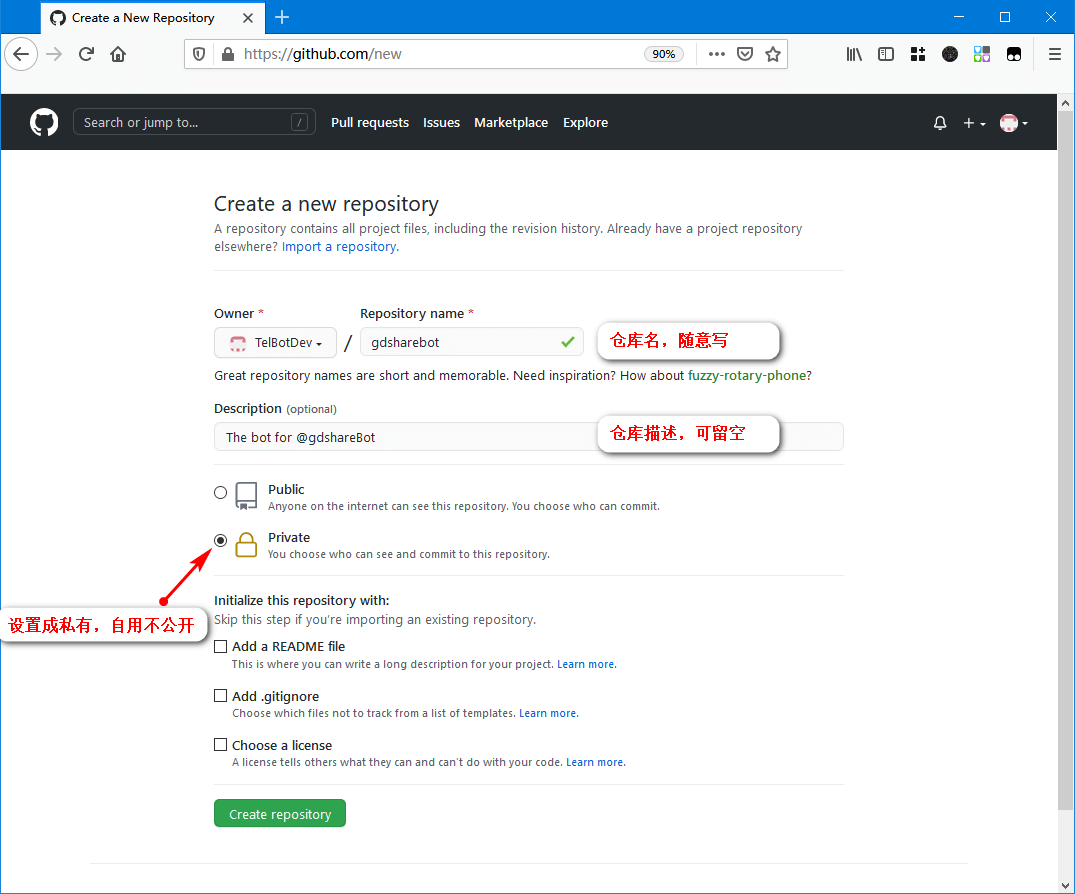 Create a New Repository
https://github.com/new
90%
Search or jump to...
/
Pull requests
Issues
Marketplace
Explore
Create a new repository
A repository contains all project files, including the revision history. Already have a project repository
elsewhere? Import a repository.
Owner *
Repository name *
TelBotDev
/
gdsharebot
仓库名，随意写
Great repository names are short and memorable. Need inspiration? How about fuzzy-rotary-phone?
Description (optional)
The bot for @gdshareBot
仓库描述，可留空
Public
Anyone on the internet can see this repository. You choose who can commit.
Private
You choose who can see and commit to this repository.
设置成私有，自用不公开
Initialize this repository with:
Skip this step if you're importing an existing repository.
Add a README file
This is where you can write a long description for your project. Learn more.
Add .gitignore
Choose which files not to track from a list of templates. Learn more.
Choose a license
A license tells others what they can and can't do with your code. Learn more.
Create repository